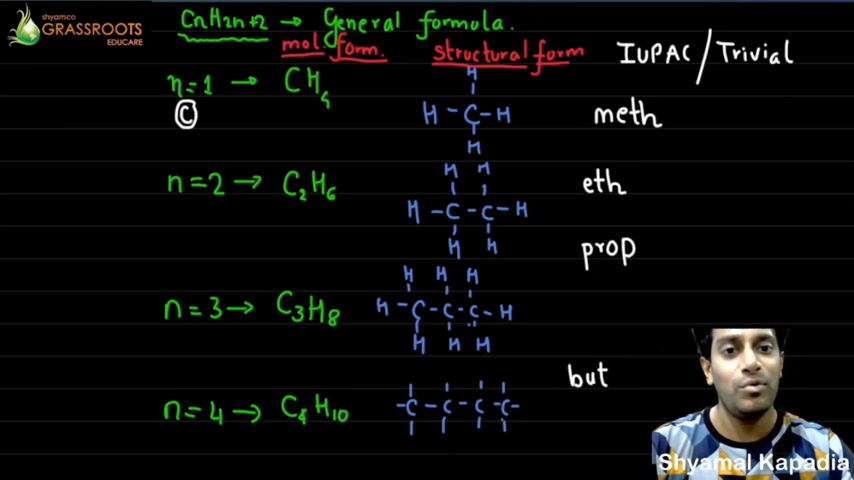 shyamco
GRASSROOTS
EDUCARE
CnH2n+2 → General formula.
mol. form. structural form IUPAC / Trivial
n=1 → CH₄
C
H
H - C - H
H
meth
n=2 → C₂H₆
H H
H - C - C - H
H H
eth
prop
n=3 → C₃H₈
H H H
H - C - C - C - H
H H H
but
n=4 → C₄H₁₀
- C - C - C - C -
Shyamal Kapadia